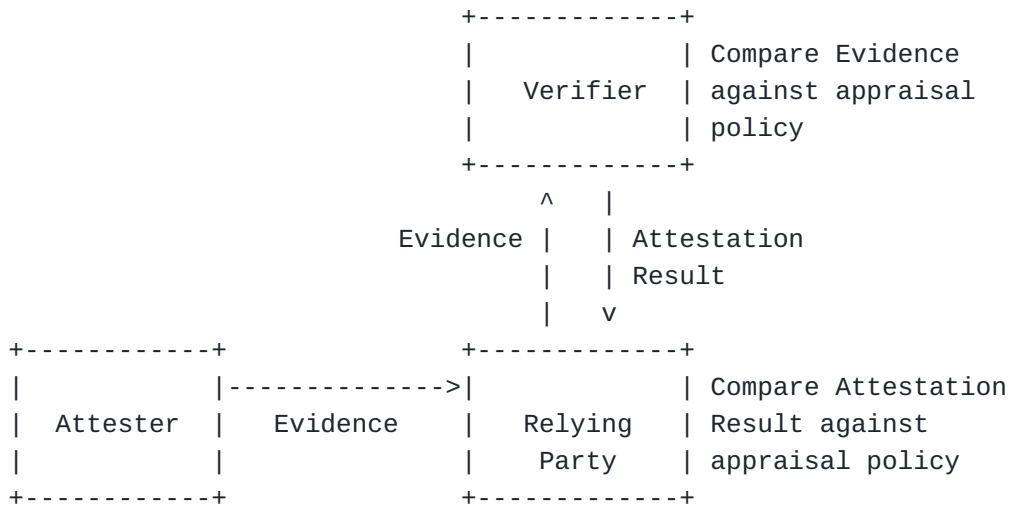 Compare Evidence
Verifier against appraisal
policy
Evidence Attestation
Result
Compare Attestation
Attester Evidence Relying Result against
Party appraisal policy